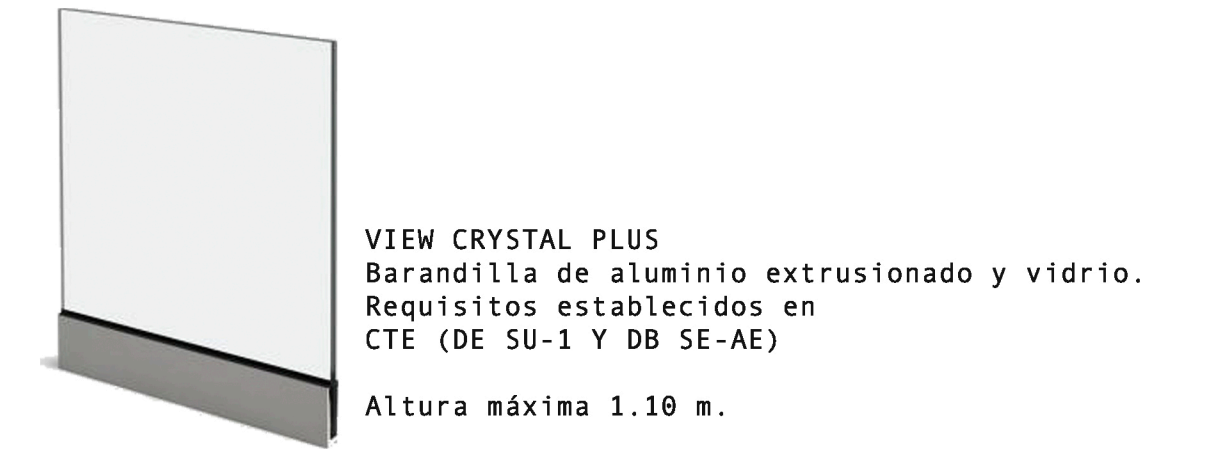 VIEW CRYSTAL PLUS
Barandilla de aluminio extrusionado y vidrio.
Requisitos establecidos en
CTE (DE SU-1 Y DB SE-AE)
Altura máxima 1.10 m.